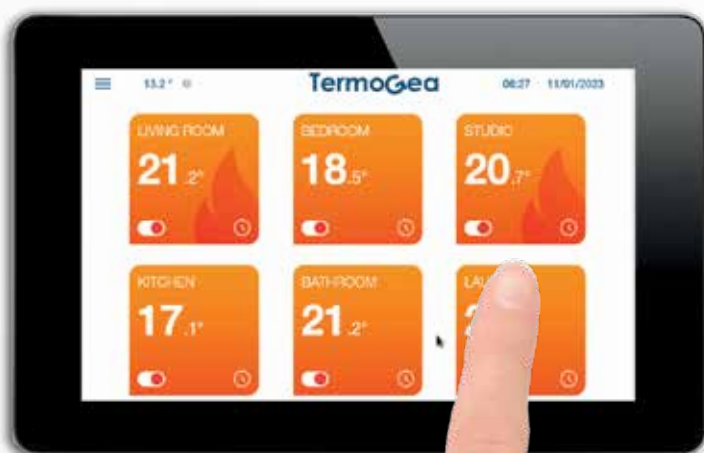 13.2° TermoGea 06:27 11/01/2023
LIVING ROOM BEDROOM STUDIO
21.2° 18.5° 20.7°
KITCHEN BATHROOM
17.1° 21.2°